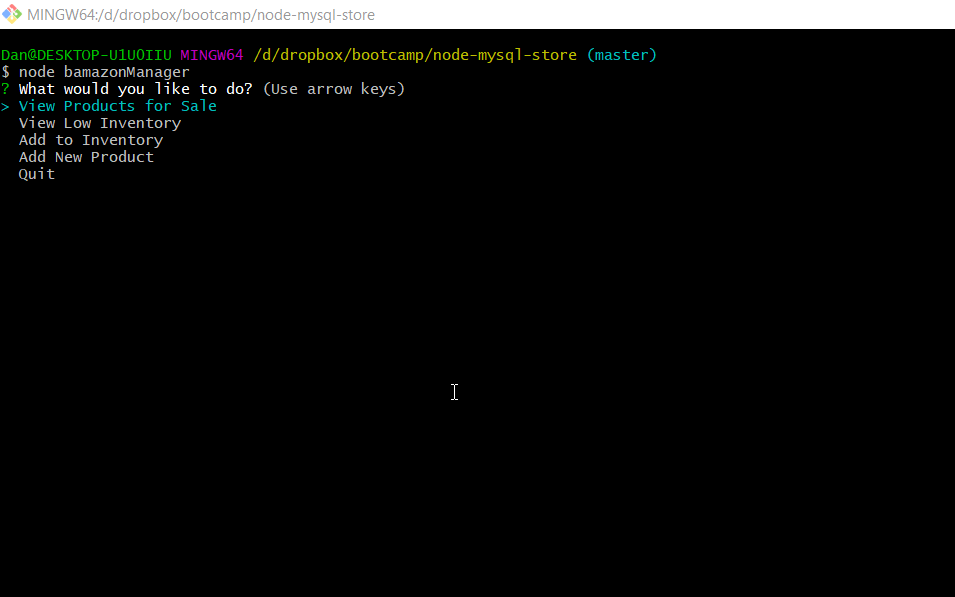 MINGW64:/d/dropbox/bootcamp/node-mysql-store
Dan@DESKTOP-U1U0IIU MINGW64 /d/dropbox/bootcamp/node-mysql-store (master)
$ node bamazonManager
? What would you like to do? (Use arrow keys)
> View Products for Sale
View Low Inventory
Add to Inventory
Add New Product
Quit